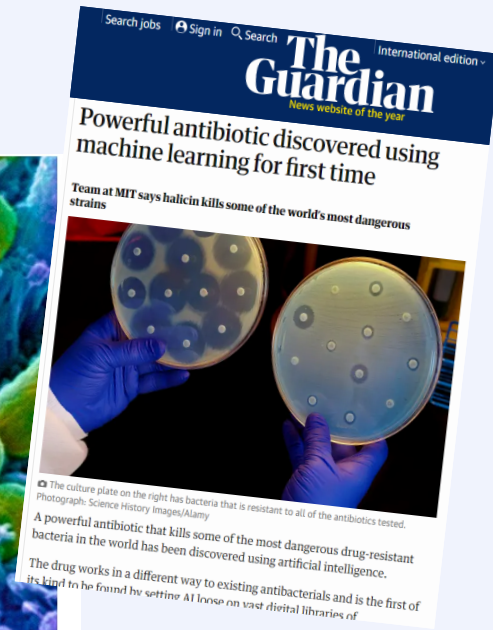 Search jobs Sign in Search International edition
The
Guardian
News website of the year
Powerful antibiotic discovered using
machine learning for first time
Team at MIT says halicin kills some of the world's most dangerous
strains
The culture plate on the right has bacteria that is resistant to all of the antibiotics tested.
Photograph: Science History Images/Alamy
A powerful antibiotic that kills some of the most dangerous drug-resistant
bacteria in the world has been discovered using artificial intelligence.
The drug works in a different way to existing antibacterials and is the first of
its kind to be found by setting AI loose on vast digital libraries of